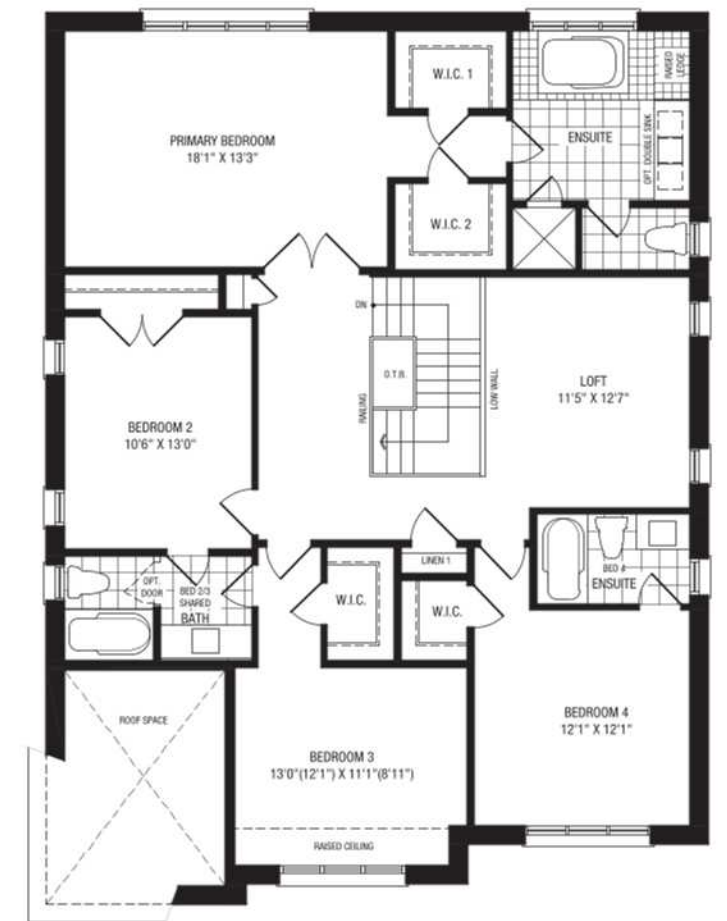 W.I.C. 1
RAISED
LEDGE
PRIMARY BEDROOM
18'1" X 13'3"
ENSUITE
OPT. DOUBLE SINK
W.I.C. 2
DN
O.T.B.
RAILING
LOW WALL
LOFT
11'5" X 12'7"
BEDROOM 2
10'6" X 13'0"
OPT.
DOOR
BED 2/3
SHARED
BATH
LINEN 1
W.I.C.
W.I.C.
BED 4
ENSUITE
ROOF SPACE
BEDROOM 3
13'0"(12'1") X 11'1"(8'11")
RAISED CEILING
BEDROOM 4
12'1" X 12'1"